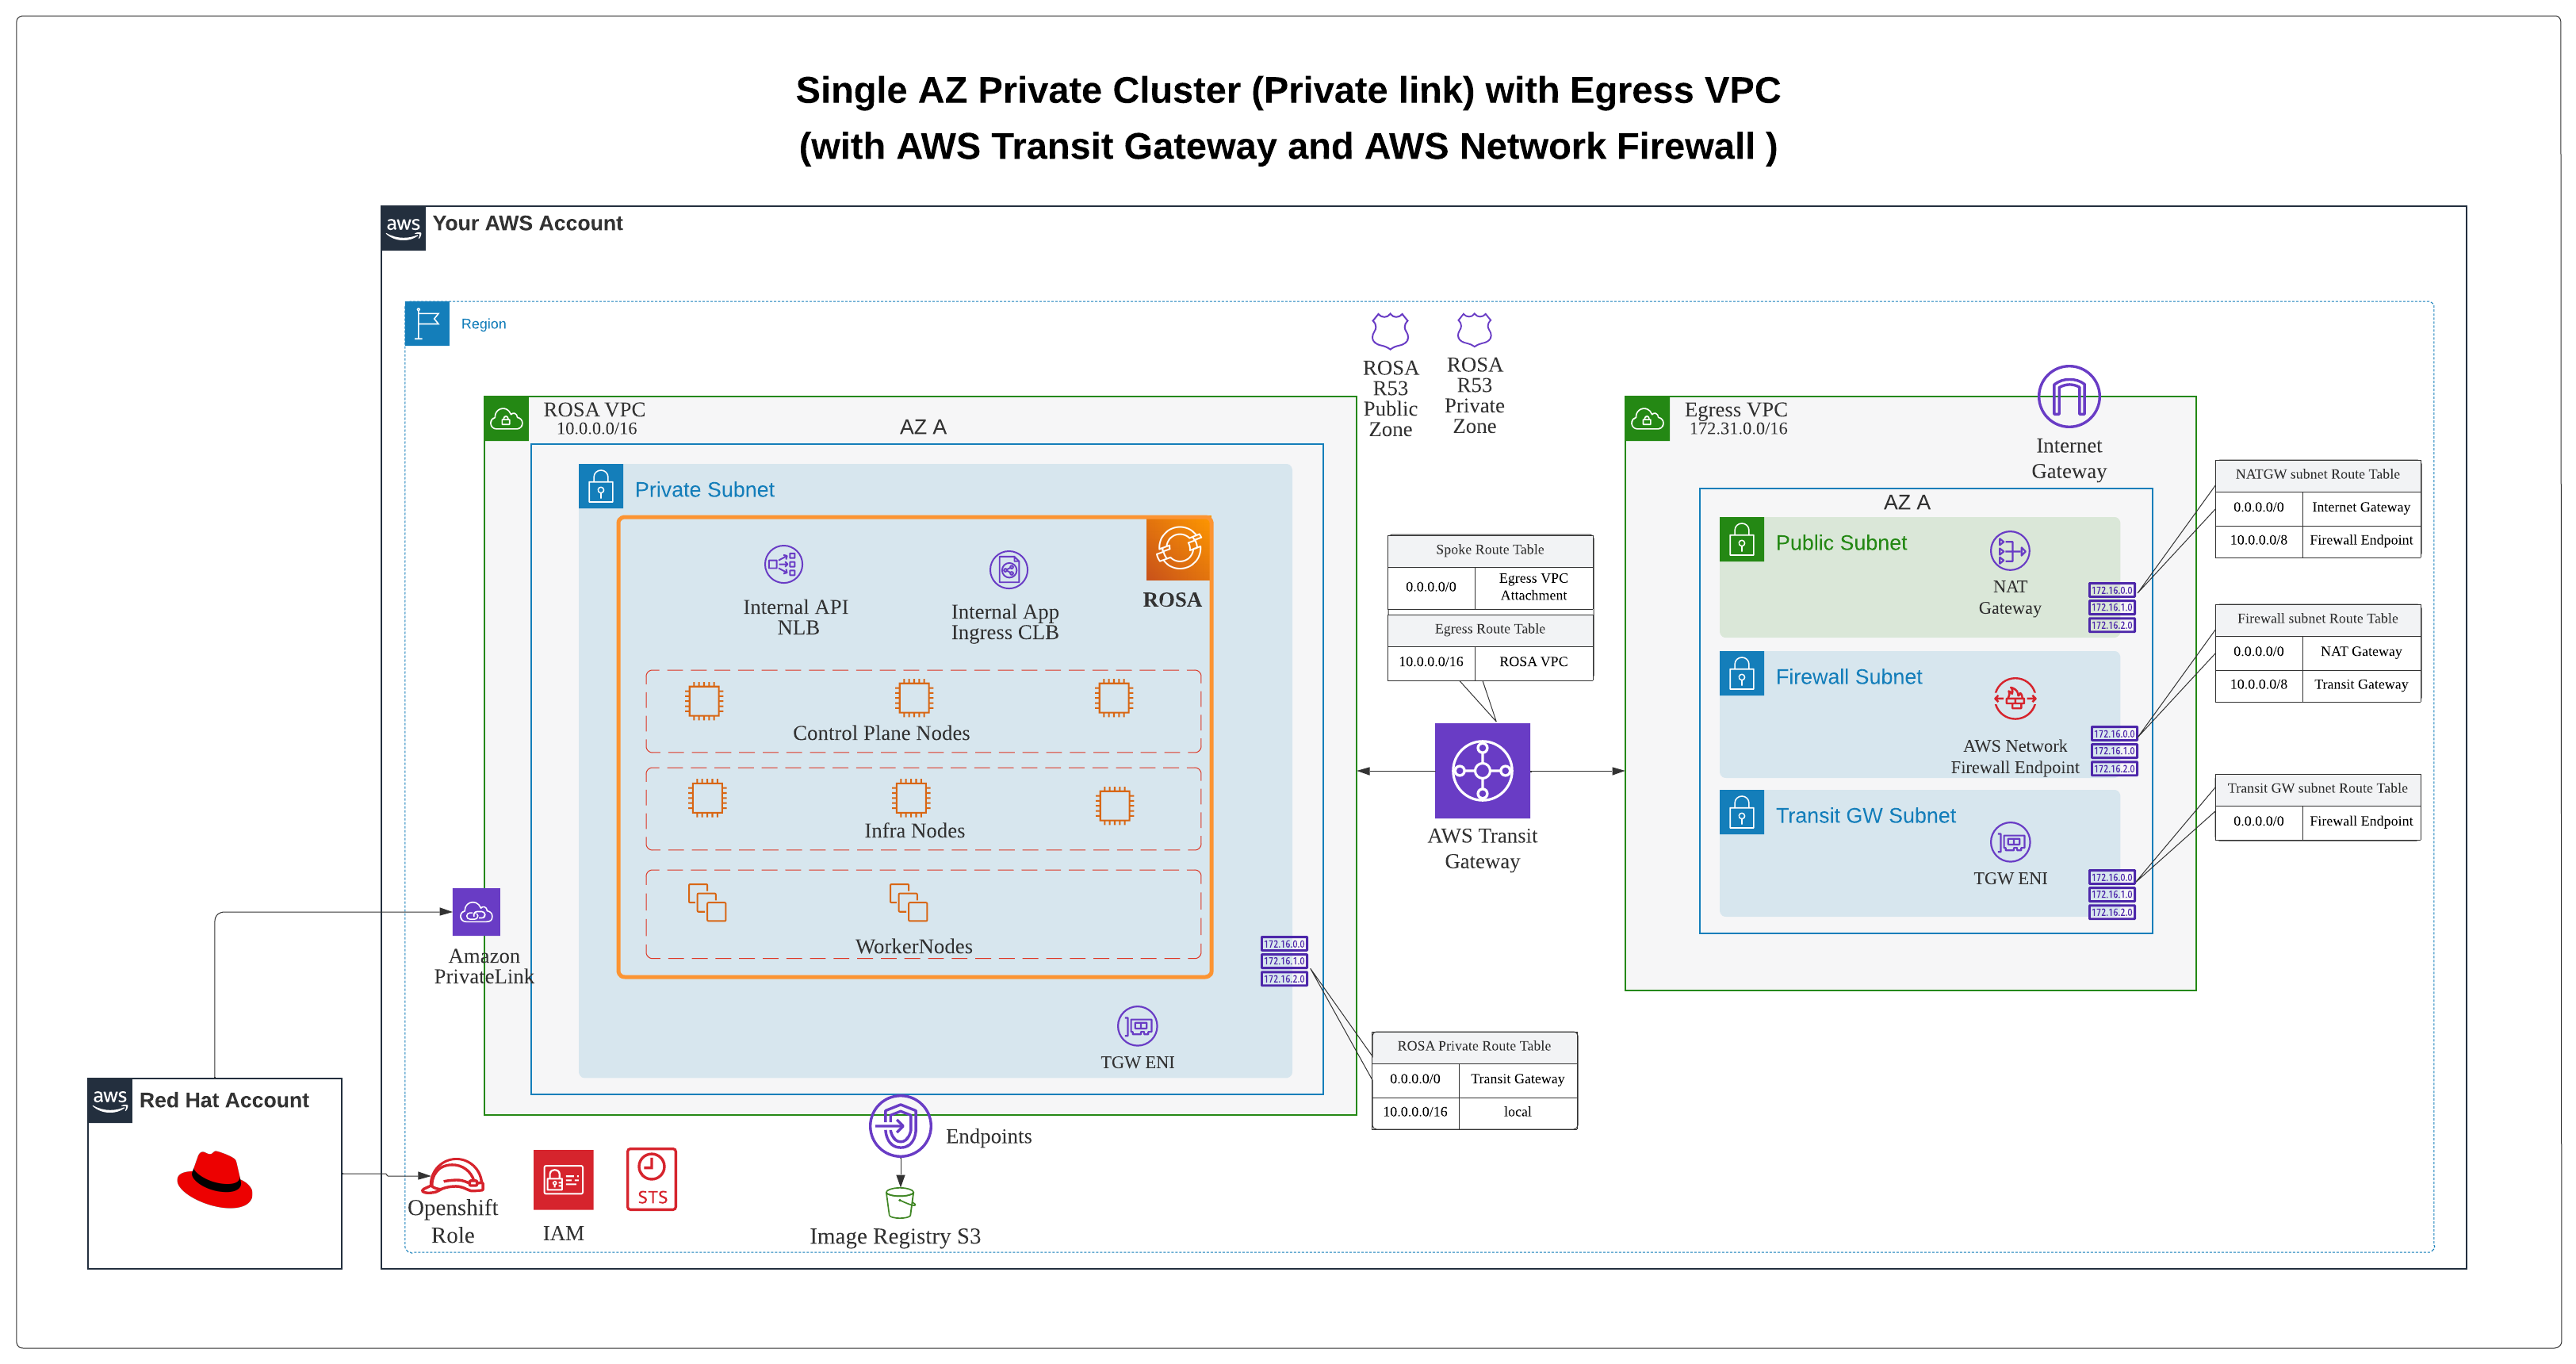 Single AZ Private Cluster (Private link) with Egress VPC
(with AWS Transit Gateway and AWS Network Firewall )
aws
Your AWS Account
Region
ROSA
R53
Public
Zone
ROSA
R53
Private
Zone
ROSA VPC
10.0.0.0/16
AZ A
Private Subnet
ROSA
Internal API
NLB
Internal App
Ingress CLB
Control Plane Nodes
Infra Nodes
WorkerNodes
172.16.0.0
172.16.1.0
172.16.2.0
TGW ENI
Amazon
PrivateLink
Endpoints
Image Registry S3
aws
Red Hat Account
Openshift
Role
IAM
STS
ROSA Private Route Table
0.0.0.0/0 Transit Gateway
10.0.0.0/16 local
Spoke Route Table
0.0.0.0/0 Egress VPC
Attachment
Egress Route Table
10.0.0.0/16 ROSA VPC
AWS Transit
Gateway
Egress VPC
172.31.0.0/16
Internet
Gateway
AZ A
Public Subnet
NAT
Gateway
172.16.0.0
172.16.1.0
172.16.2.0
Firewall Subnet
AWS Network
Firewall Endpoint
172.16.0.0
172.16.1.0
172.16.2.0
Transit GW Subnet
TGW ENI
172.16.0.0
172.16.1.0
172.16.2.0
NATGW subnet Route Table
0.0.0.0/0 Internet Gateway
10.0.0.0/8 Firewall Endpoint
Firewall subnet Route Table
0.0.0.0/0 NAT Gateway
10.0.0.0/8 Transit Gateway
Transit GW subnet Route Table
0.0.0.0/0 Firewall Endpoint